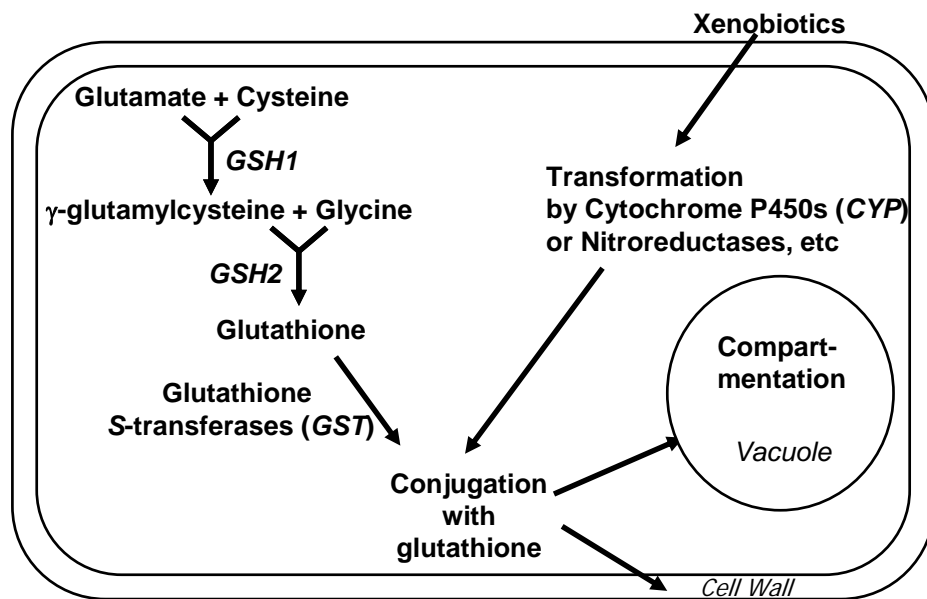 Xenobiotics
Glutamate + Cysteine
GSH1
γ-glutamylcysteine + Glycine
GSH2
Glutathione
Glutathione
S-transferases (GST)
Transformation
by Cytochrome P450s (CYP)
or Nitroreductases, etc
Conjugation
with
glutathione
Compart-
mentation
Vacuole
Cell Wall